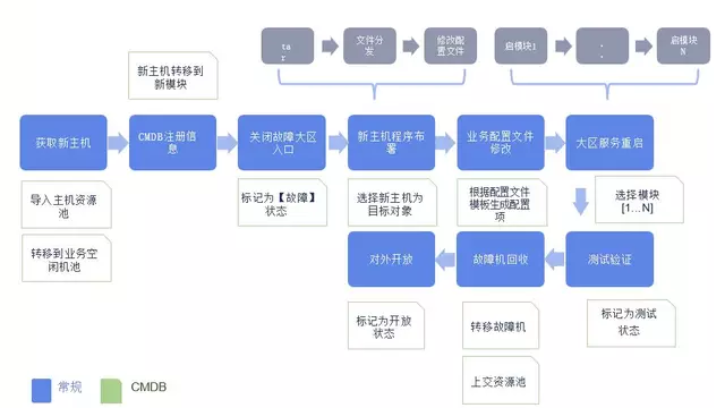 ta
r
文件分
发
修改配
置文件
启模块1
. .
启模块
N
新主机转移到
新模块
获取新主机
CMDB注册信
息
关闭故障大区
入口
新主机程序布
署
业务配置文件
修改
大区服务重启
导入主机资源
池
标记为【故障】
状态
选择新主机为
目标对象
根据配置文件
模板生成配置
项
选择模块
[1...N]
转移到业务空
闲机池
对外开放
故障机回收
测试验证
标记为开放
状态
转移故障机
标记为测试
状态
上交资源池
常规
CMDB